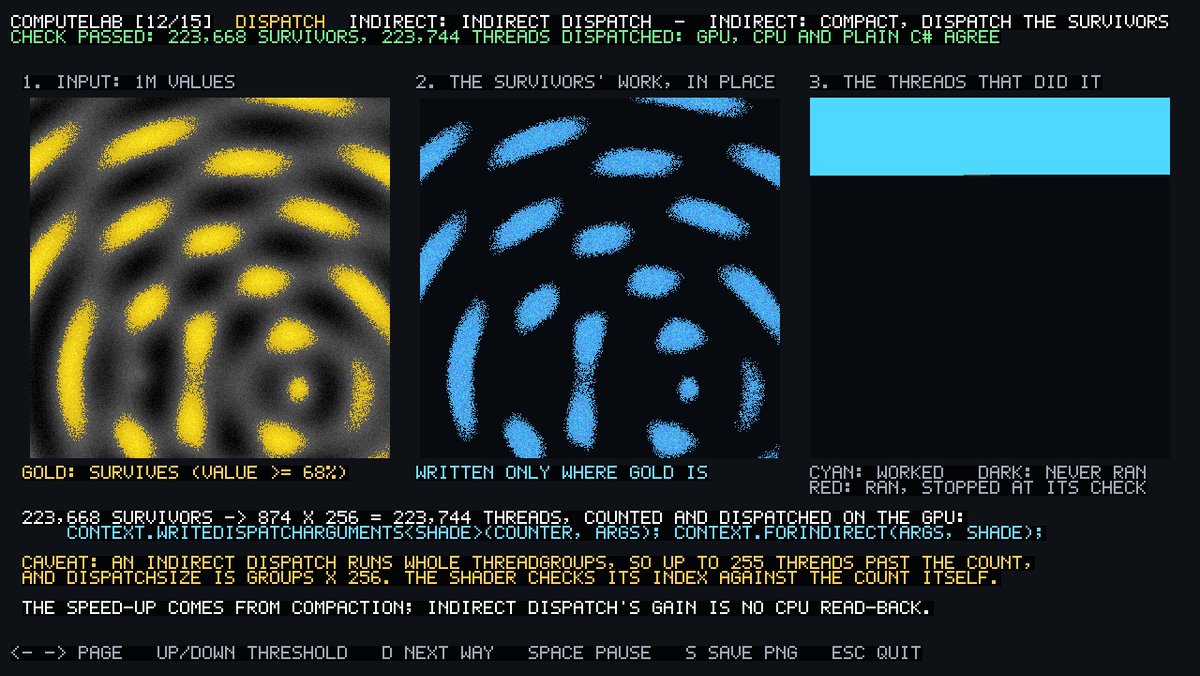 COMPUTELAB [12/15]  DISPATCH  INDIRECT: INDIRECT DISPATCH  -  INDIRECT: COMPACT, DISPATCH THE SURVIVORS
CHECK PASSED: 223,668 SURVIVORS, 223,744 THREADS DISPATCHED: GPU, CPU AND PLAIN C# AGREE
1. INPUT: 1M VALUES
2. THE SURVIVORS' WORK, IN PLACE
3. THE THREADS THAT DID IT
GOLD: SURVIVES (VALUE >= 68%)
WRITTEN ONLY WHERE GOLD IS
CYAN: WORKED   DARK: NEVER RAN
RED: RAN, STOPPED AT ITS CHECK
223,668 SURVIVORS -> 874 X 256 = 223,744 THREADS, COUNTED AND DISPATCHED ON THE GPU:
CONTEXT.WRITEDISPATCHARGUMENTS<SHADE>(COUNTER, ARGS); CONTEXT.FORINDIRECT(ARGS, SHADE);
CAVEAT: AN INDIRECT DISPATCH RUNS WHOLE THREADGROUPS, SO UP TO 255 THREADS PAST THE COUNT,
AND DISPATCHSIZE IS GROUPS X 256. THE SHADER CHECKS ITS INDEX AGAINST THE COUNT ITSELF.
THE SPEED-UP COMES FROM COMPACTION; INDIRECT DISPATCH'S GAIN IS NO CPU READ-BACK.
<- -> PAGE   UP/DOWN THRESHOLD   D NEXT WAY   SPACE PAUSE   S SAVE PNG   ESC QUIT